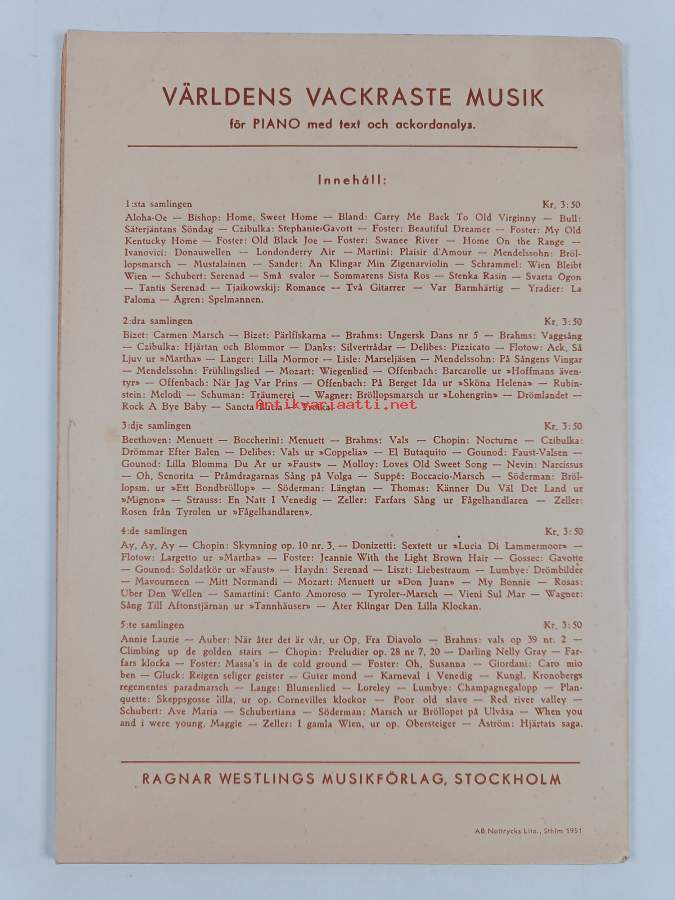 VÄRLDENS VACKRASTE MUSIK
för PIANO med text och ackordanalys.
Innehåll:
1:sta samlingen Kr. 3:50
Aloha-Oe — Bishop: Home, Sweet Home — Bland: Carry Me Back To Old Virginny — Bull:
Säterjäntans Söndag — Czibulka: Stephanie-Gavott — Foster: Beautiful Dreamer — Foster: My Old
Kentucky Home — Foster: Old Black Joe — Foster: Swanee River — Home On the Range —
Ivanovici: Donauwellen — Londonderry Air — Martini: Plaisir d'Amour — Mendelssohn: Bröl-
lopsmarsch — Mustalainen — Sander: Än Klingar Min Zigenarviolin — Schrammel: Wien Bleibt
Wien — Schubert: Serenad — Små svalor — Sommarens Sista Ros — Stenka Rasin — Svarta Ögon
— Tantis Serenad — Tjaikowskij: Romance — Två Gitarrer — Var Barmhärtig — Yradier: La
Paloma — Ågren: Spelmannen.
2:dra samlingen Kr. 3:50
Bizet: Carmen Marsch — Bizet: Pärlfiskarna — Brahms: Ungersk Dans nr 5 — Brahms: Vaggsång
— Czibulka: Hjärtan och Blommor — Danks: Silvertrådar — Delibes: Pizzicato — Flotow: Ack, Så
Ljuv ur »Martha» — Langer: Lilla Mormor — Lisle: Marseljäsen — Mendelssohn: På Sångens Vingar
— Mendelssohn: Frühlingslied — Mozart: Wiegenlied — Offenbach: Barcarolle ur »Hoffmans även-
tyr» — Offenbach: När Jag Var Prins — Offenbach: På Berget Ida ur »Sköna Helena» — Rubin-
stein: Melodi — Schuman: Träumerei — Wagner: Bröllopsmarsch ur »Lohengrin» — Drömlandet —
Rock A Bye Baby — Sancta Lucia — Troika.
Antikvariaatti.net
3:dje samlingen Kr. 3:50
Beethoven: Menuett — Boccherini: Menuett — Brahms: Vals — Chopin: Nocturne — Czibulka:
Drömmar Efter Balen — Delibes: Vals ur »Coppelia» — El Butaquito — Gounod: Faust-Valsen —
Gounod: Lilla Blomma Du Är ur »Faust» — Molloy: Loves Old Sweet Song — Nevin: Narcissus
— Oh, Senorita — Pråmdragarnas Sång på Volga — Suppé: Boccacio-Marsch — Söderman: Bröl-
lopsm. ur »Ett Bondbröllop» — Söderman: Längtan — Thomas: Känner Du Väl Det Land ur
»Mignon» — Strauss: En Natt I Venedig — Zeller: Farfars Sång ur Fågelhandlaren — Zeller:
Rosen från Tyrolen ur »Fågelhandlaren».
4:de samlingen Kr. 3:50
Ay, Ay, Ay — Chopin: Skymning op. 10 nr. 3. — Donizetti: Sextett ur »Lucia Di Lammermoor» —
Flotow: Largetto ur »Martha» — Foster: Jeannie With the Light Brown Hair — Gossec: Gavotte
— Gounod: Soldatkör ur »Faust» — Haydn: Serenad — Liszt: Liebestraum — Lumbye: Drömbilder
— Mavourneen — Mitt Normandi — Mozart: Menuett ur »Don Juan» — My Bonnie — Rosas:
Über Den Wellen — Samartini: Canto Amoroso — Tyroler--Marsch — Vieni Sul Mar — Wagner:
Sång Till Aftonstjärnan ur »Tannhäuser» — Åter Klingar Den Lilla Klockan.
5:te samlingen Kr. 3:50
Annie Laurie — Auber: När åter det är vår, ur Op. Fra Diavolo — Brahms: vals op 39 nr. 2 —
Climbing up de golden stairs — Chopin: Preludier op. 28 nr 7, 20 — Darling Nelly Gray — Far-
fars klocka — Foster: Massa's in de cold ground — Foster: Oh, Susanna — Giordani: Caro mio
ben — Gluck: Reigen seliger geister — Guter mond — Karneval i Venedig — Kungl. Kronobergs
regementes paradmarsch — Lange: Blumenlied — Loreley — Lumbye: Champagnegalopp — Plan-
quette: Skeppsgosse lilla, ur op. Cornevilles klockor — Poor old slave — Red river valley —
Schubert: Ave Maria — Schubertiana — Söderman: Marsch ur Bröllopet på Ulvåsa — When you
and i were young, Maggie — Zeller: I gamla Wien, ur op. Obersteiger — Åström: Hjärtats saga.
RAGNAR WESTLINGS MUSIKFÖRLAG, STOCKHOLM
AB Nottrycks Lito., Sthlm 1951